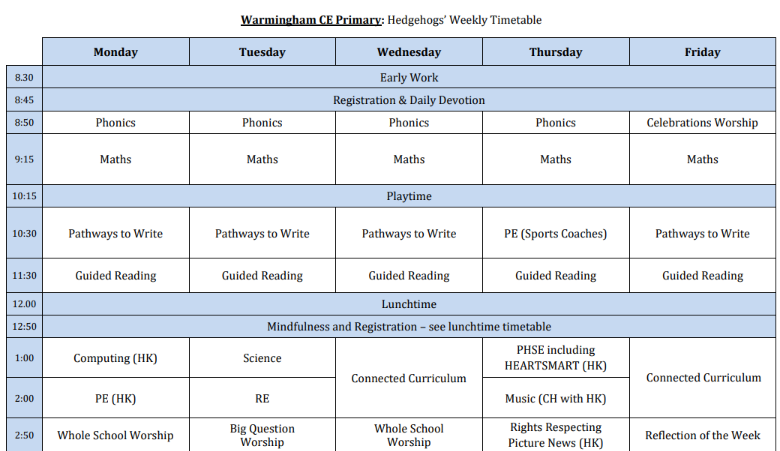 Warmingham CE Primary: Hedgehogs' Weekly Timetable
Monday Tuesday Wednesday Thursday Friday
8.30 Early Work
8:45 Registration & Daily Devotion
8:50 Phonics Phonics Phonics Phonics Celebrations Worship
9:15 Maths Maths Maths Maths Maths
10:15 Playtime
10:30 Pathways to Write Pathways to Write Pathways to Write PE (Sports Coaches) Pathways to Write
11:30 Guided Reading Guided Reading Guided Reading Guided Reading Guided Reading
12.00 Lunchtime
12:50 Mindfulness and Registration – see lunchtime timetable
1:00 Computing (HK) Science Connected Curriculum PHSE including
HEARTSMART (HK) Connected Curriculum
2:00 PE (HK) RE Music (CH with HK)
2:50 Whole School Worship Big Question
Worship Whole School
Worship Rights Respecting
Picture News (HK) Reflection of the Week